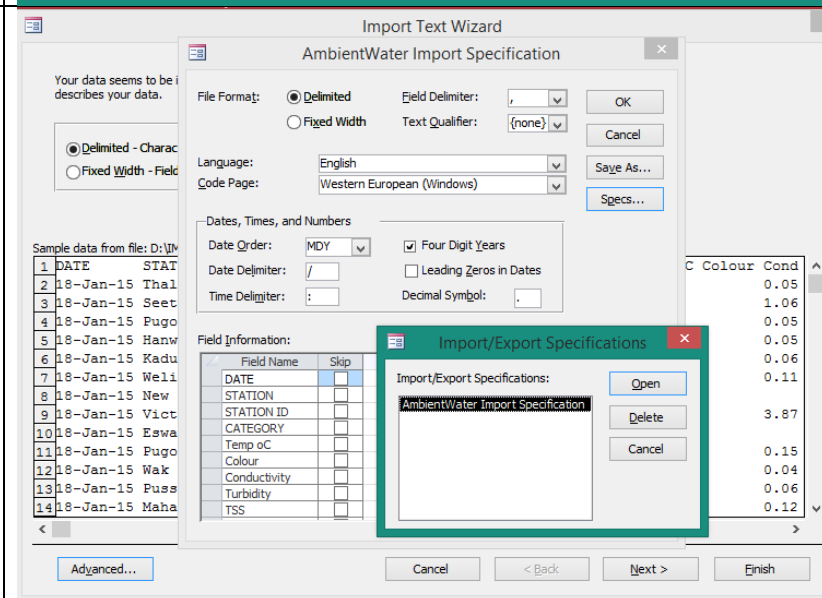 Import Text Wizard
AmbientWater Import Specification
Your data seems to be i
describes your data.
Delimited - Charac
Fixed Width - Field
File Format:
Delimited
Fixed Width
Field Delimiter: ,
Text Qualifier: {none}
Language: English
Code Page: Western European (Windows)
OK
Cancel
Save As...
Specs...
Dates, Times, and Numbers
Date Order: MDY
Four Digit Years
Date Delimiter: /
Leading Zeros in Dates
Time Delimiter: :
Decimal Symbol: .
Sample data from file: D:\IM
1 DATE STAT C Colour Cond
2 18-Jan-15 Thal 0.05
3 18-Jan-15 Seet 1.06
4 18-Jan-15 Pugo 0.05
5 18-Jan-15 Hanw 0.05
6 18-Jan-15 Kadu 0.06
7 18-Jan-15 Weli 0.11
8 18-Jan-15 New
9 18-Jan-15 Vict 3.87
10 18-Jan-15 Eswa
11 18-Jan-15 Pugo 0.15
12 18-Jan-15 Wak 0.04
13 18-Jan-15 Puss 0.06
14 18-Jan-15 Maha 0.12
Field Information:
Field Name Skip
DATE
STATION
STATION ID
CATEGORY
Temp oC
Colour
Conductivity
Turbidity
TSS
Import/Export Specifications
Import/Export Specifications:
AmbientWater Import Specification
Open
Delete
Cancel
Advanced...
Cancel
< Back
Next >
Finish